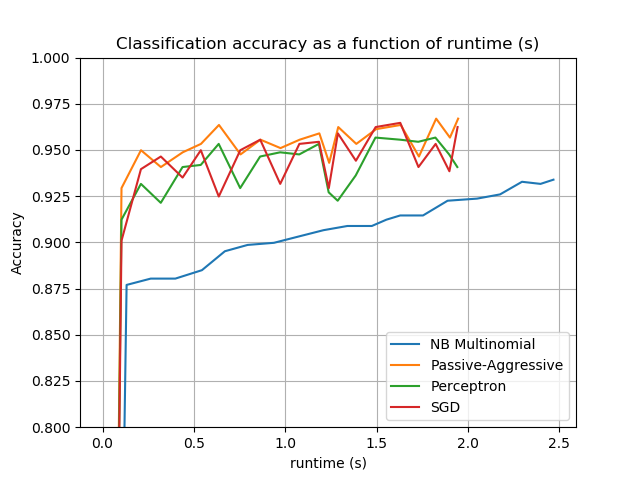 Classification accuracy as a function of runtime (s)
1.000
0.975
0.950
0.925
0.900
0.875
0.850
0.825
0.800
Accuracy
NB Multinomial
Passive-Aggressive
Perceptron
SGD
0.0 0.5 1.0 1.5 2.0 2.5
runtime (s)